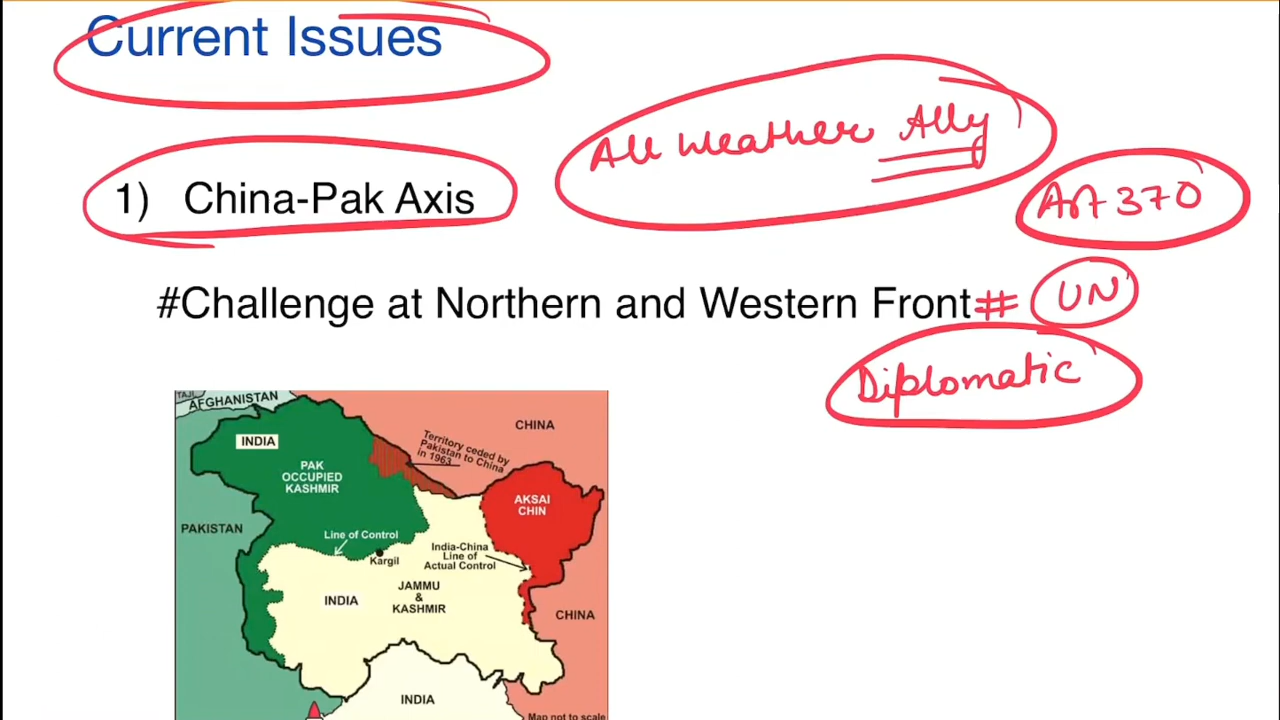 Current Issues
All Weather Ally
1) China-Pak Axis
Art 370
#Challenge at Northern and Western Front #
UN
Diplomatic
TAJI
AFGHANISTAN
CHINA
INDIA
Territory ceded by
Pakistan to China
in 1963
PAK
OCCUPIED
KASHMIR
AKSAI
CHIN
PAKISTAN
Line of Control
Kargil
India-China
Line of
Actual Control
JAMMU
&
KASHMIR
INDIA
CHINA
INDIA
Map not to scale